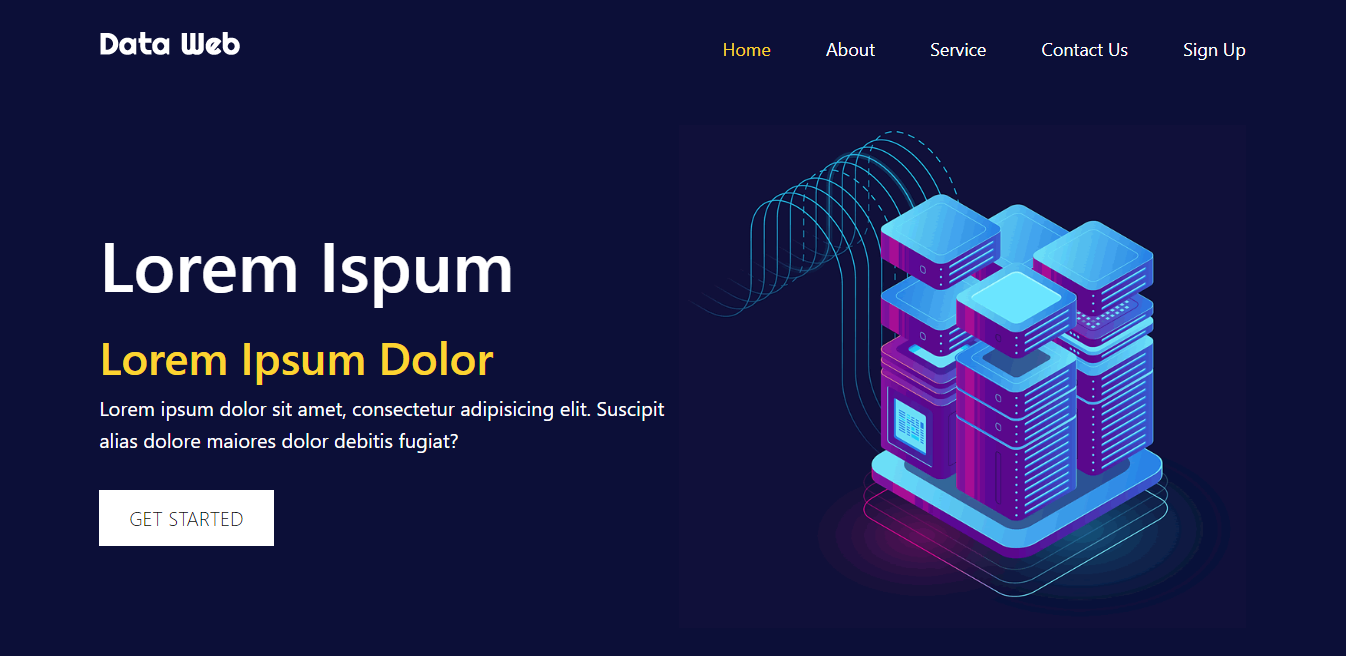 Data Web
Home About Service Contact Us Sign Up
Lorem Ispum
Lorem Ipsum Dolor
Lorem ipsum dolor sit amet, consectetur adipisicing elit. Suscipit
alias dolore maiores dolor debitis fugiat?
GET STARTED